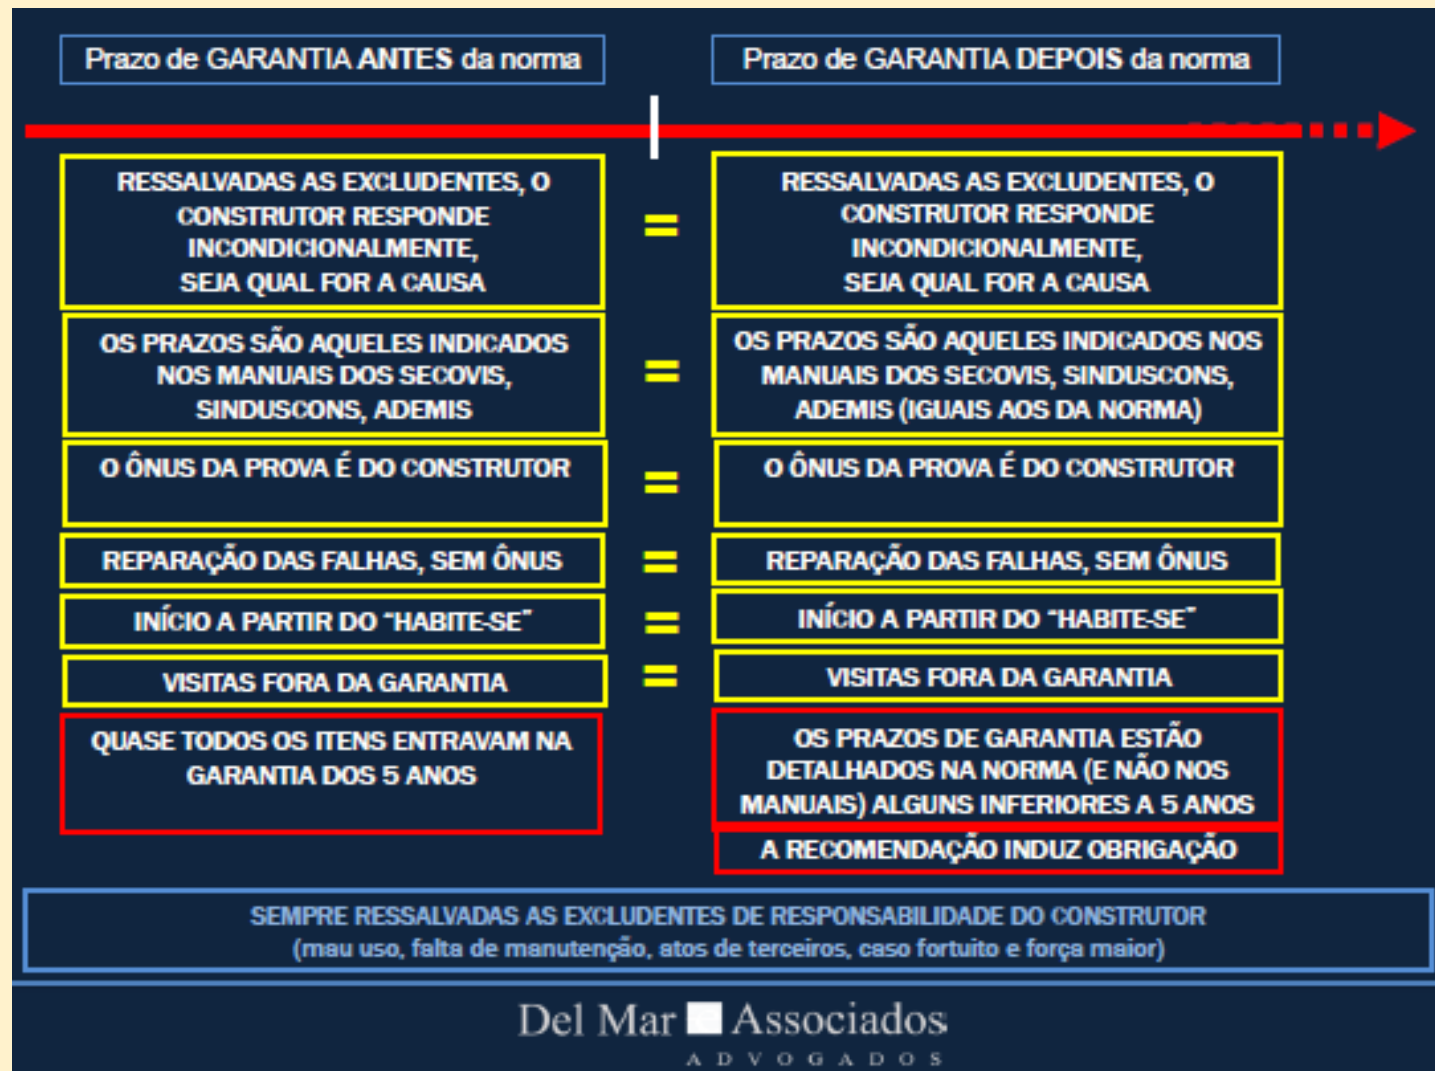 Prazo de GARANTIA ANTES da norma
Prazo de GARANTIA DEPOIS da norma
RESSALVADAS AS EXCLUDENTES, O
CONSTRUTOR RESPONDE
INCONDICIONALMENTE,
SEJA QUAL FOR A CAUSA
=
RESSALVADAS AS EXCLUDENTES, O
CONSTRUTOR RESPONDE
INCONDICIONALMENTE,
SEJA QUAL FOR A CAUSA
OS PRAZOS SÃO AQUELES INDICADOS
NOS MANUAIS DOS SECOVIS,
SINDUSCONS, ADEMIS
=
OS PRAZOS SÃO AQUELES INDICADOS NOS
MANUAIS DOS SECOVIS, SINDUSCONS,
ADEMIS (IGUAIS AOS DA NORMA)
O ÔNUS DA PROVA É DO CONSTRUTOR
=
O ÔNUS DA PROVA É DO CONSTRUTOR
REPARAÇÃO DAS FALHAS, SEM ÔNUS
=
REPARAÇÃO DAS FALHAS, SEM ÔNUS
INÍCIO A PARTIR DO “HABITE-SE”
=
INÍCIO A PARTIR DO “HABITE-SE”
VISITAS FORA DA GARANTIA
=
VISITAS FORA DA GARANTIA
QUASE TODOS OS ITENS ENTRAVAM NA
GARANTIA DOS 5 ANOS
OS PRAZOS DE GARANTIA ESTÃO
DETALHADOS NA NORMA (E NÃO NOS
MANUAIS) ALGUNS INFERIORES A 5 ANOS
A RECOMENDAÇÃO INDUZ OBRIGAÇÃO
SEMPRE RESSALVADAS AS EXCLUDENTES DE RESPONSABILIDADE DO CONSTRUTOR
(mau uso, falta de manutenção, atos de terceiros, caso fortuito e força maior)
Del Mar Associados
ADVOGADOS